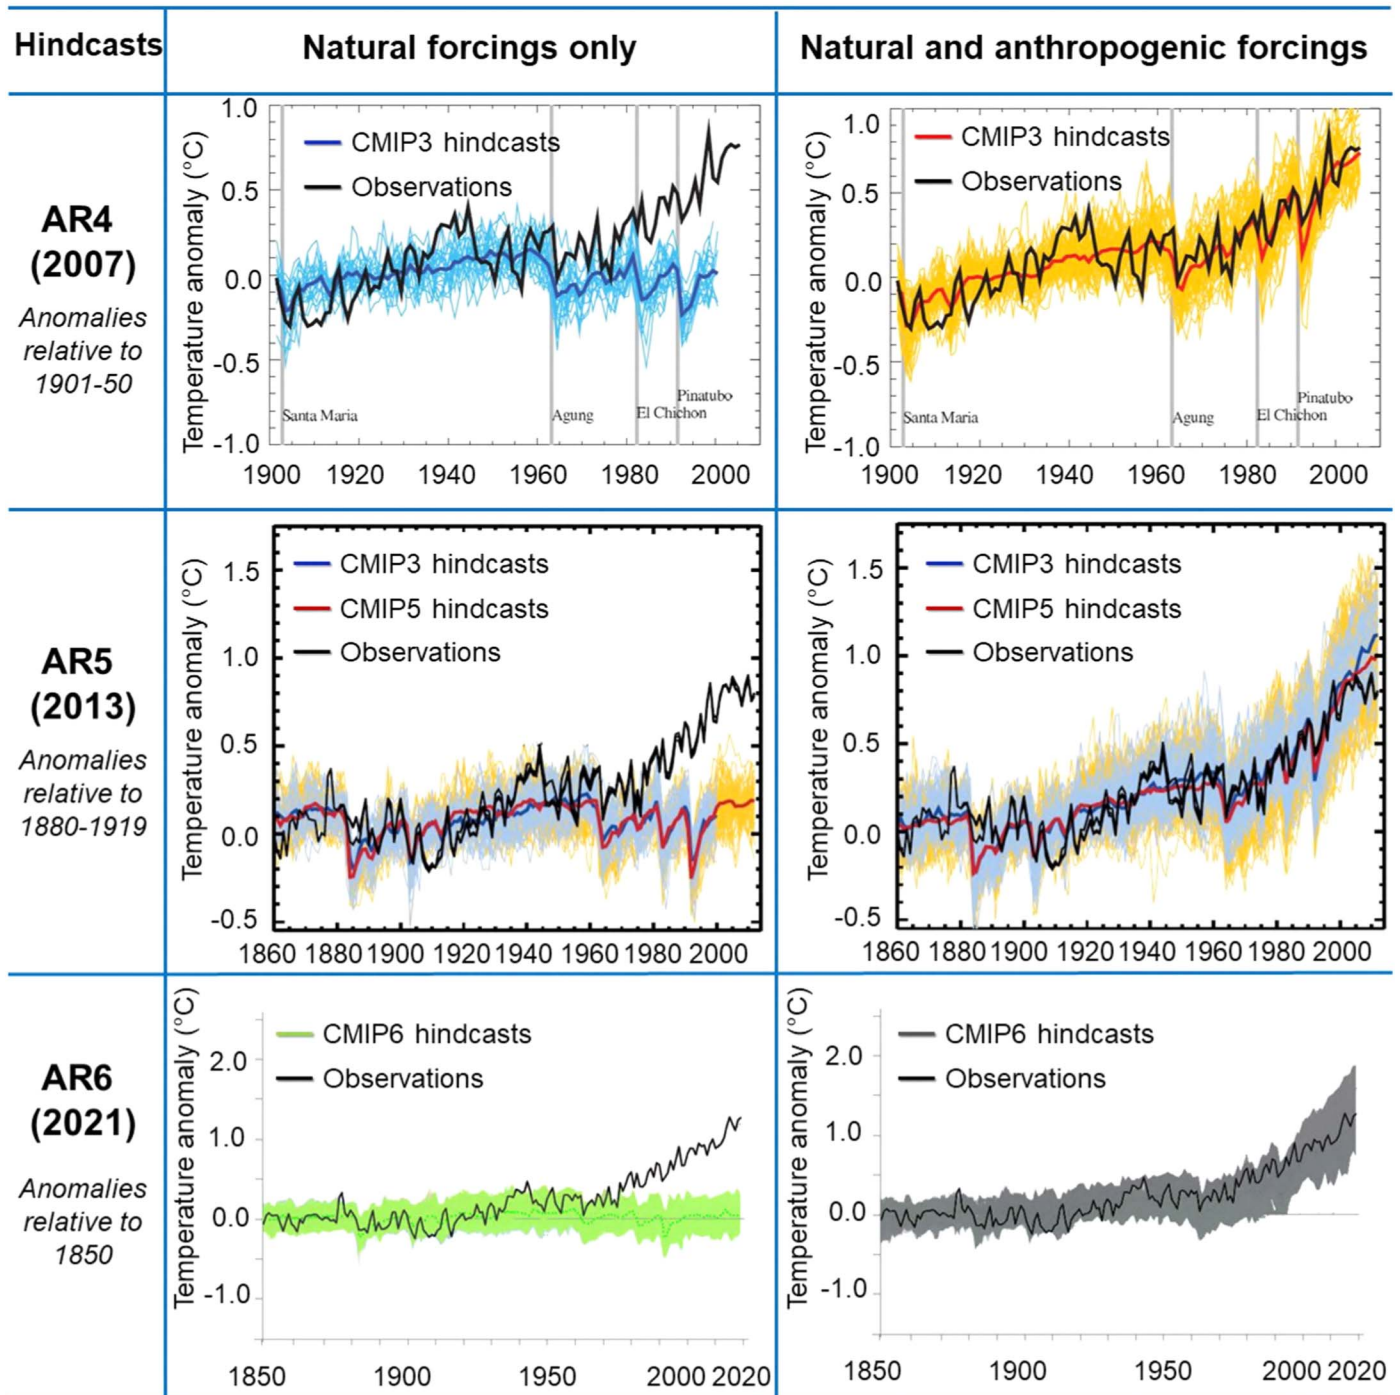 Hindcasts
Natural forcings only
Natural and anthropogenic forcings
AR4
(2007)
Anomalies
relative to
1901-50
Temperature anomaly (°C)
1.0
0.5
0.0
-0.5
-1.0
CMIP3 hindcasts
Observations
Santa Maria
Agung
El Chichon
Pinatubo
1900 1920 1940 1960 1980 2000
Temperature anomaly (°C)
1.0
0.5
0.0
-0.5
-1.0
CMIP3 hindcasts
Observations
Santa Maria
Agung
El Chichon
Pinatubo
1900 1920 1940 1960 1980 2000
AR5
(2013)
Anomalies
relative to
1880-1919
Temperature anomaly (°C)
1.5
1.0
0.5
0.0
-0.5
CMIP3 hindcasts
CMIP5 hindcasts
Observations
1860 1880 1900 1920 1940 1960 1980 2000
Temperature anomaly (°C)
1.5
1.0
0.5
0.0
-0.5
CMIP3 hindcasts
CMIP5 hindcasts
Observations
1860 1880 1900 1920 1940 1960 1980 2000
AR6
(2021)
Anomalies
relative to
1850
Temperature anomaly (°C)
2.0
1.0
0.0
-1.0
CMIP6 hindcasts
Observations
1850 1900 1950 2000 2020
Temperature anomaly (°C)
2.0
1.0
0.0
-1.0
CMIP6 hindcasts
Observations
1850 1900 1950 2000 2020